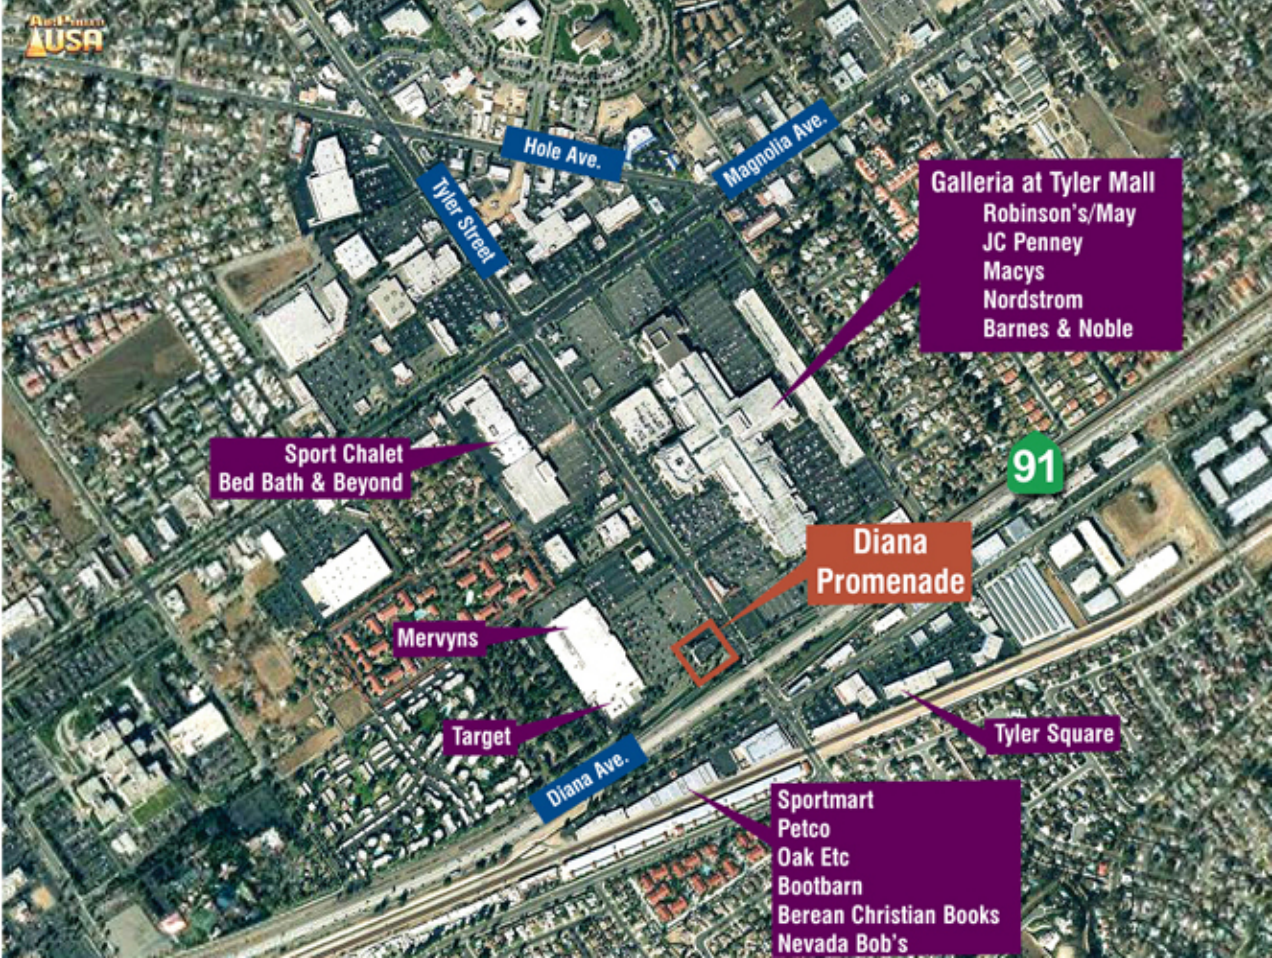 AirPhoto
USA
Hole Ave.
Magnolia Ave.
Tyler Street
Galleria at Tyler Mall
Robinson's/May
JC Penney
Macys
Nordstrom
Barnes & Noble
Sport Chalet
Bed Bath & Beyond
91
Diana
Promenade
Mervyns
Target
Tyler Square
Diana Ave.
Sportmart
Petco
Oak Etc
Bootbarn
Berean Christian Books
Nevada Bob's